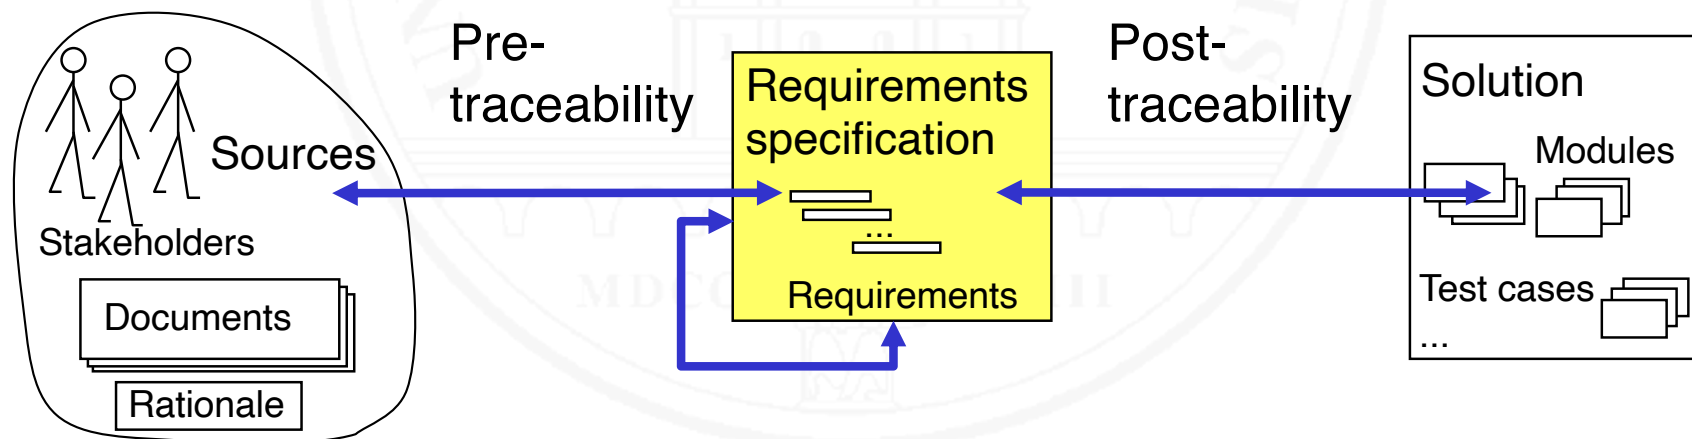 Pre-
traceability
Post-
traceability
Requirements
specification
...
Requirements
Sources
Stakeholders
Documents
Rationale
Solution
Modules
Test cases
...